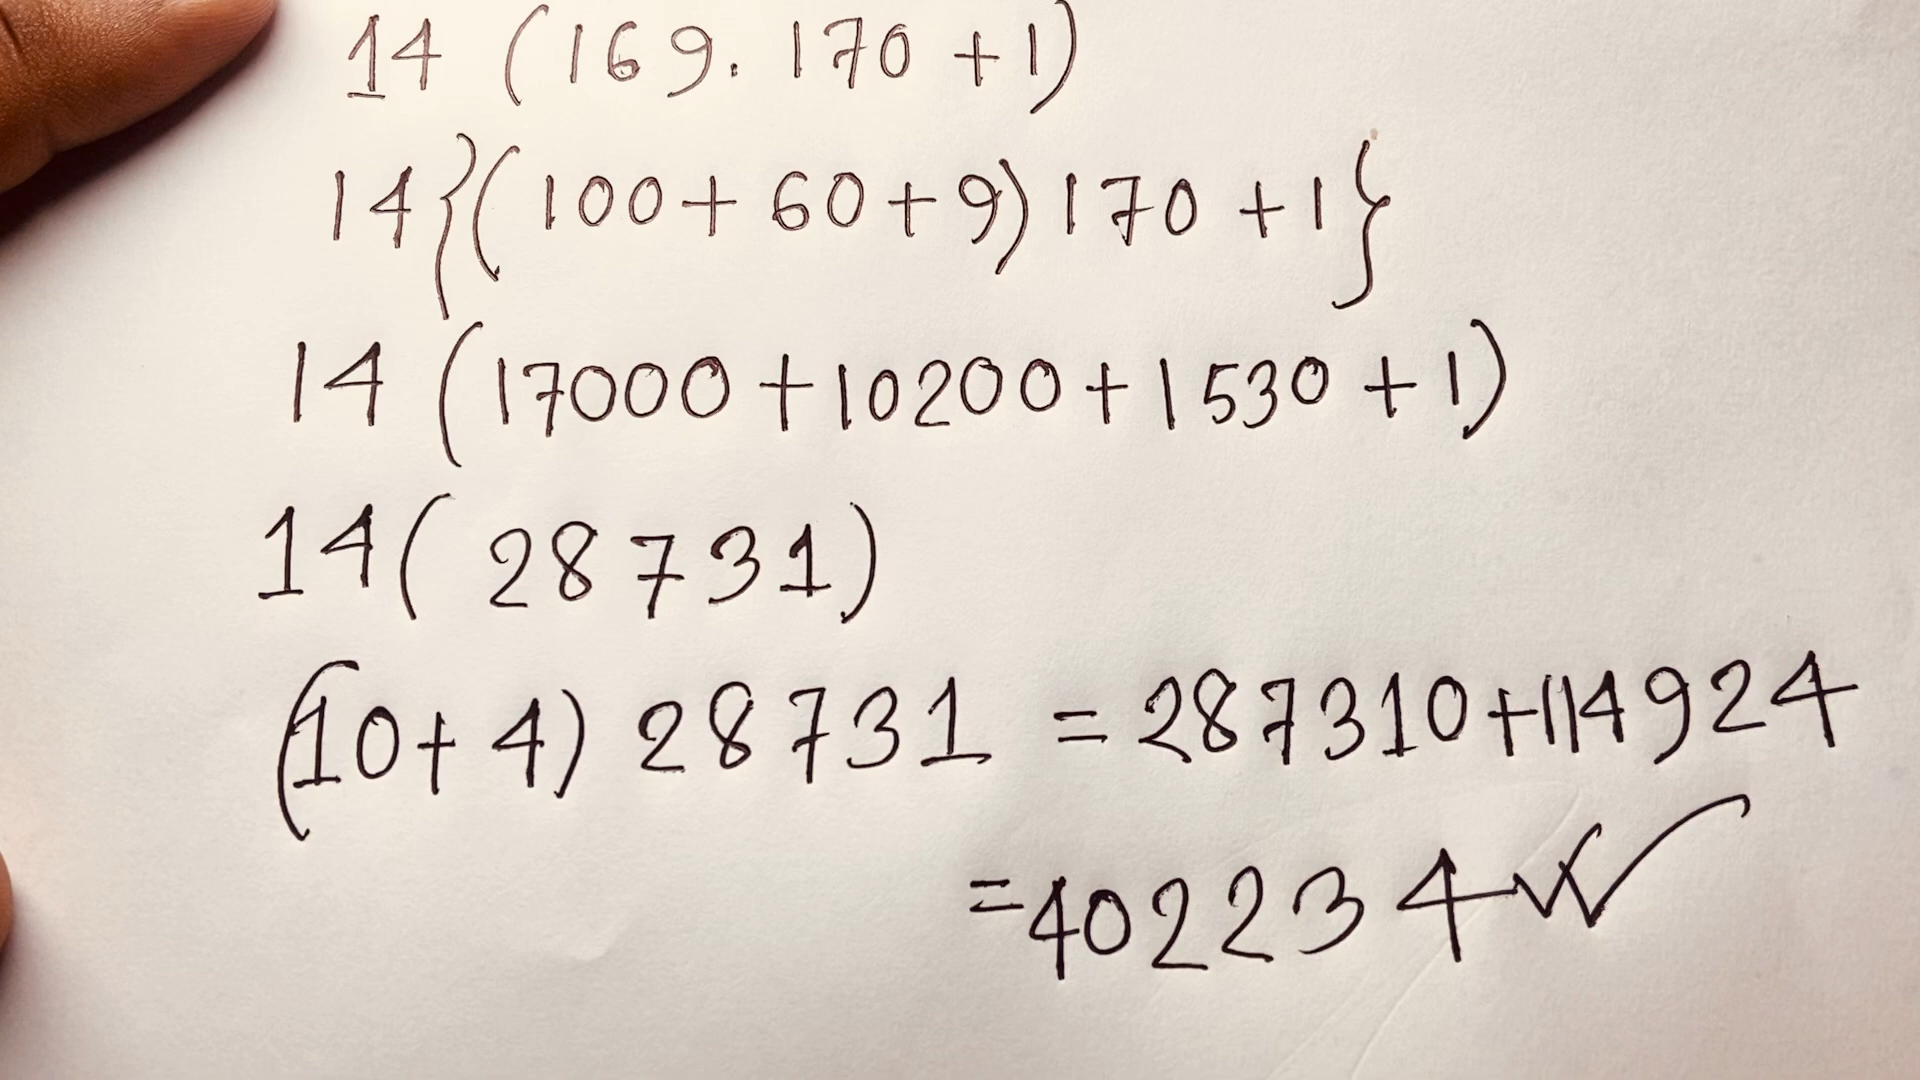 14 (169. 170 +1)
14{(100+ 60+9)170 +1}
14 (17000+10200+1530+1)
14( 28731)
(10+4) 28731 = 287310+114924
=402234